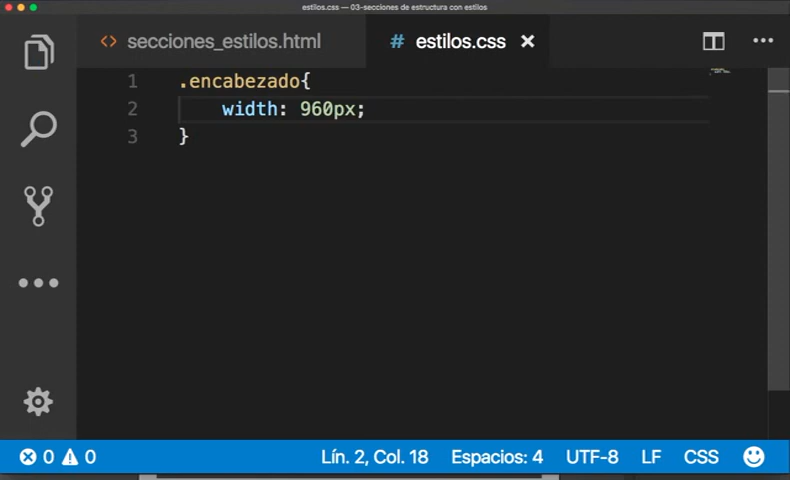 estilos.css — 03-secciones de estructura con estilos
<> secciones_estilos.html # estilos.css ×
1 .encabezado{
2 width: 960px;
3 }
0 0 Lín. 2, Col. 18 Espacios: 4 UTF-8 LF CSS